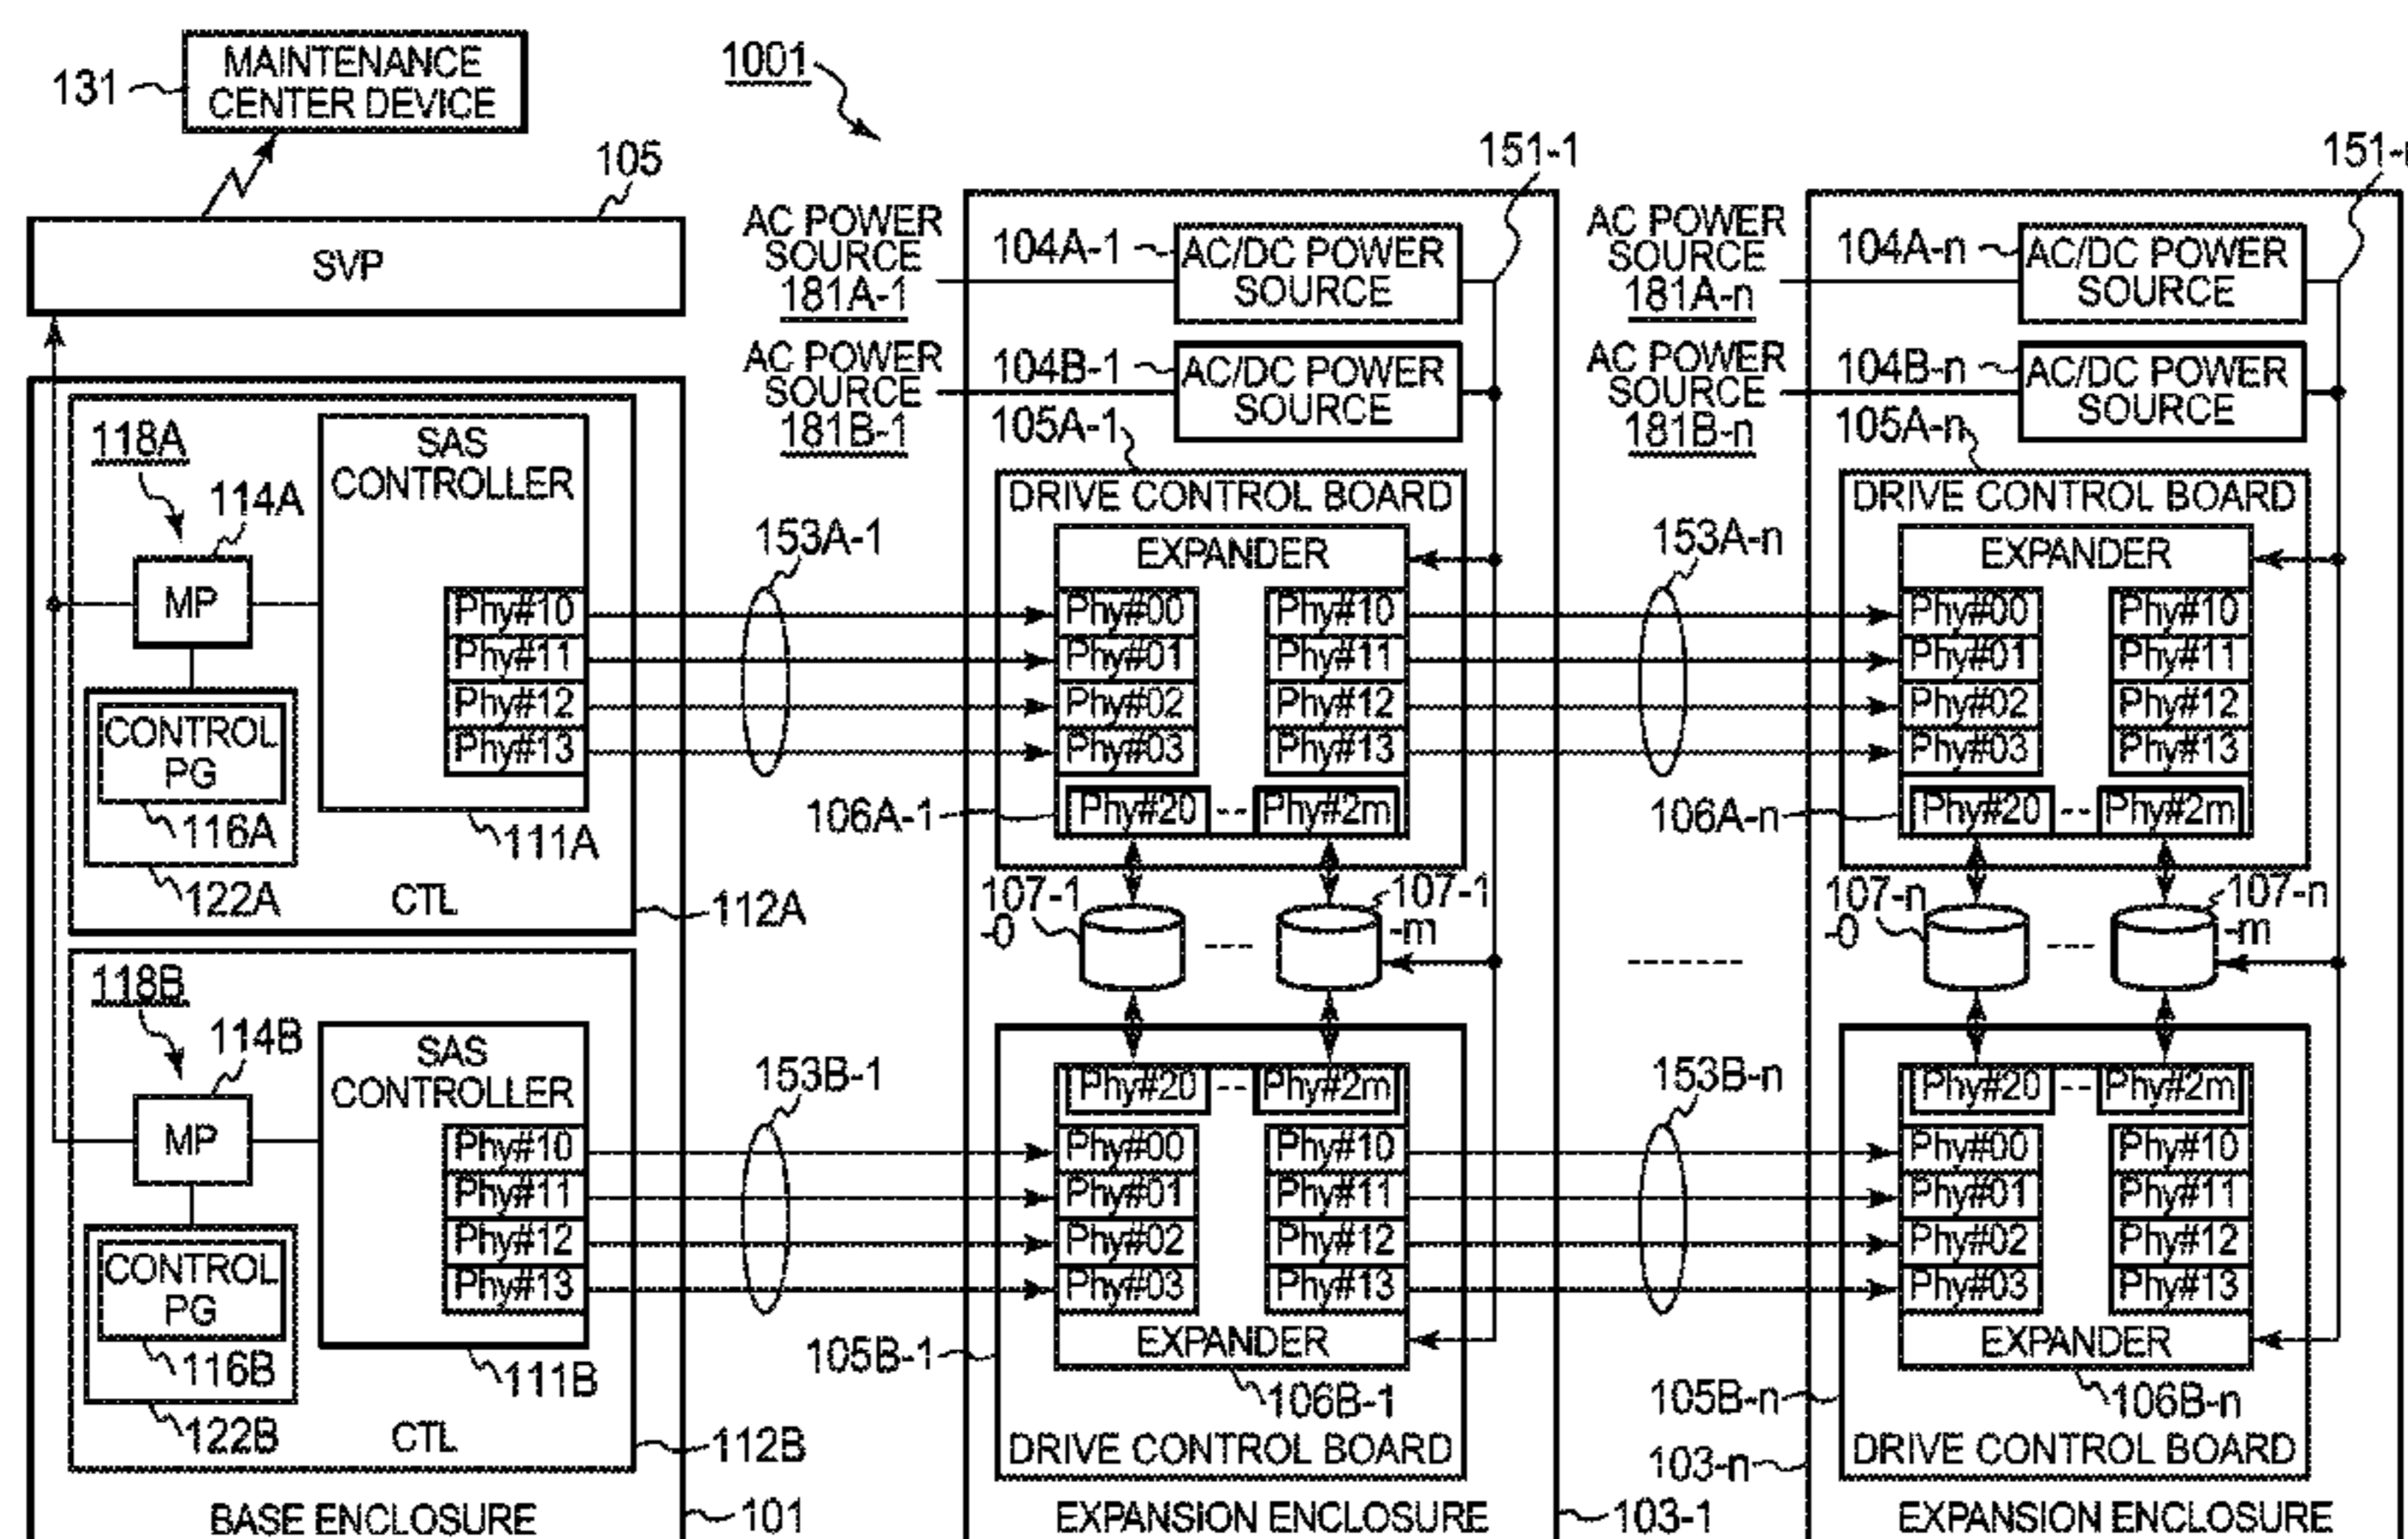 MAINTENANCE
CENTER DEVICE
131
1001
105
SVP
151-1
AC POWER
SOURCE
181A-1
104A-1
AC/DC POWER
SOURCE
AC POWER
SOURCE
181B-1
104B-1
AC/DC POWER
SOURCE
AC POWER
SOURCE
181A-n
104A-n
AC/DC POWER
SOURCE
AC POWER
SOURCE
181B-n
104B-n
AC/DC POWER
SOURCE
118A
114A
MP
SAS
CONTROLLER
Phy#10
Phy#11
Phy#12
Phy#13
CONTROL
PG
116A
122A
111A
CTL
112A
153A-1
105A-1
DRIVE CONTROL BOARD
EXPANDER
Phy#00
Phy#10
Phy#01
Phy#11
Phy#02
Phy#12
Phy#03
Phy#13
106A-1
Phy#20 -- Phy#2m
107-1
-0
107-1
-m
153A-n
105A-n
DRIVE CONTROL BOARD
EXPANDER
Phy#00
Phy#10
Phy#01
Phy#11
Phy#02
Phy#12
Phy#03
Phy#13
106A-n
Phy#20 -- Phy#2m
107-n
-0
107-n
-m
118B
114B
MP
SAS
CONTROLLER
Phy#10
Phy#11
Phy#12
Phy#13
CONTROL
PG
116B
122B
111B
CTL
112B
BASE ENCLOSURE
101
153B-1
Phy#20 -- Phy#2m
Phy#00
Phy#10
Phy#01
Phy#11
Phy#02
Phy#12
Phy#03
Phy#13
EXPANDER
105B-1
106B-1
DRIVE CONTROL BOARD
EXPANSION ENCLOSURE
103-1
153B-n
Phy#20 -- Phy#2m
Phy#00
Phy#10
Phy#01
Phy#11
Phy#02
Phy#12
Phy#03
Phy#13
EXPANDER
105B-n
106B-n
DRIVE CONTROL BOARD
103-n
EXPANSION ENCLOSURE